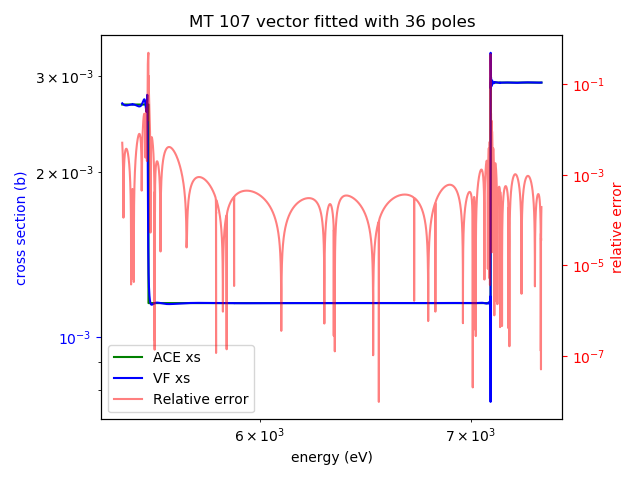 MT 107 vector fitted with 36 poles
3 × 10⁻³
2 × 10⁻³
10⁻³
cross section (b)
10⁻¹
10⁻³
10⁻⁵
10⁻⁷
relative error
ACE xs
VF xs
Relative error
6 × 10³
7 × 10³
energy (eV)